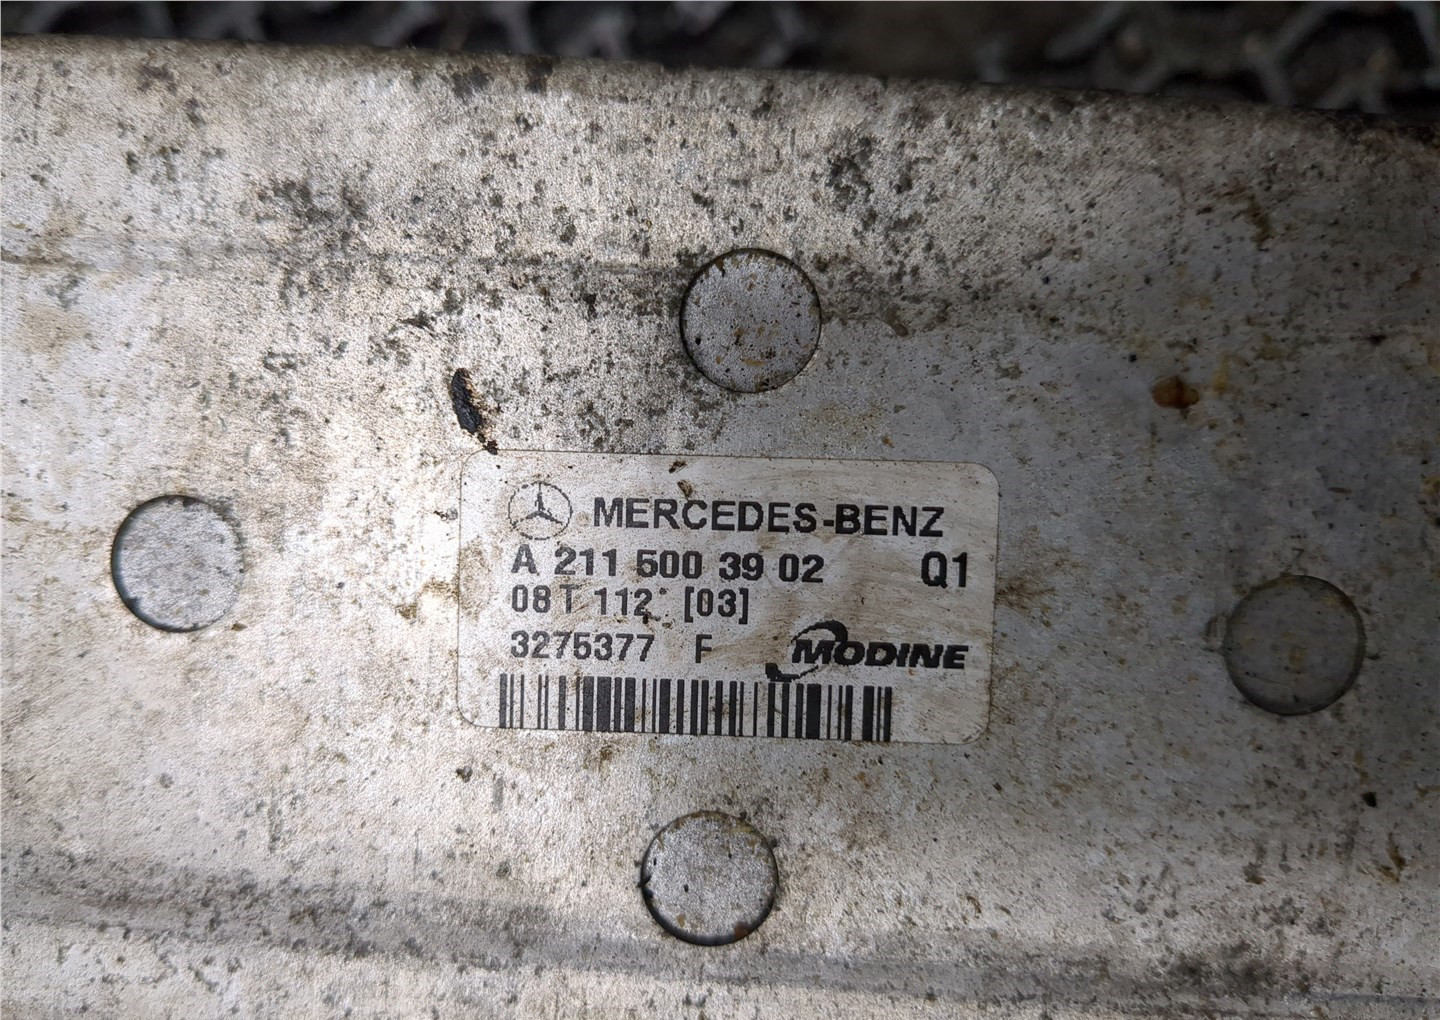 MERCEDES-BENZ
A 211 500 39 02 Q1
08T 112 [03]
3275377 F MODINE